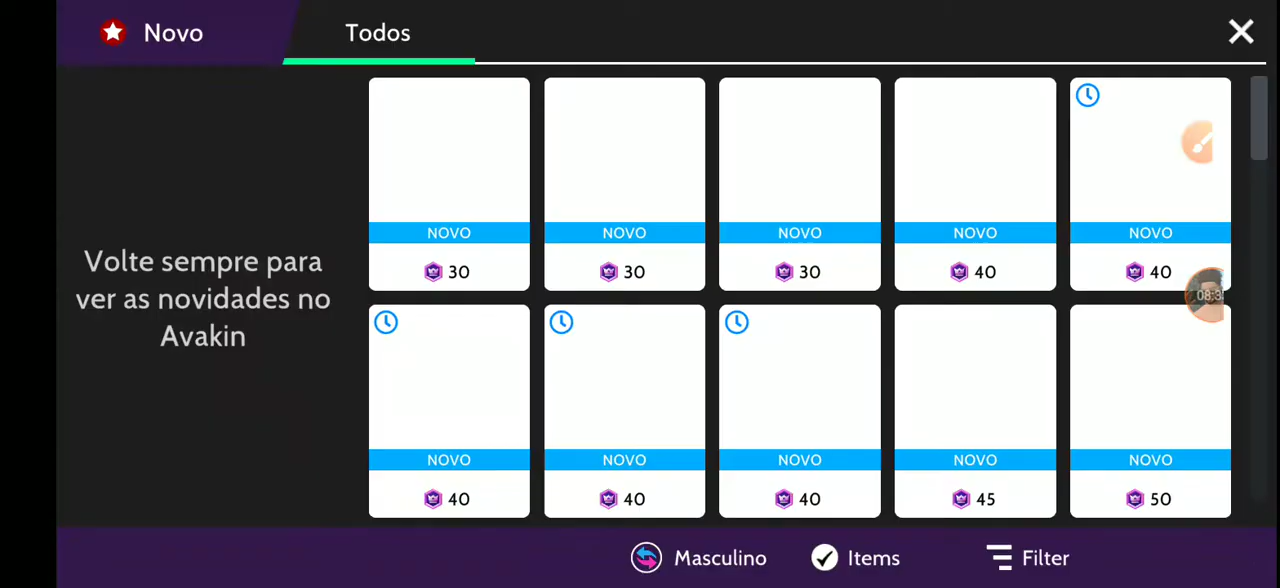 Novo
Todos
Volte sempre para
ver as novidades no
Avakin
NOVO NOVO NOVO NOVO NOVO
30 30 30 40 40
NOVO NOVO NOVO NOVO NOVO
40 40 40 45 50
Masculino Items Filter